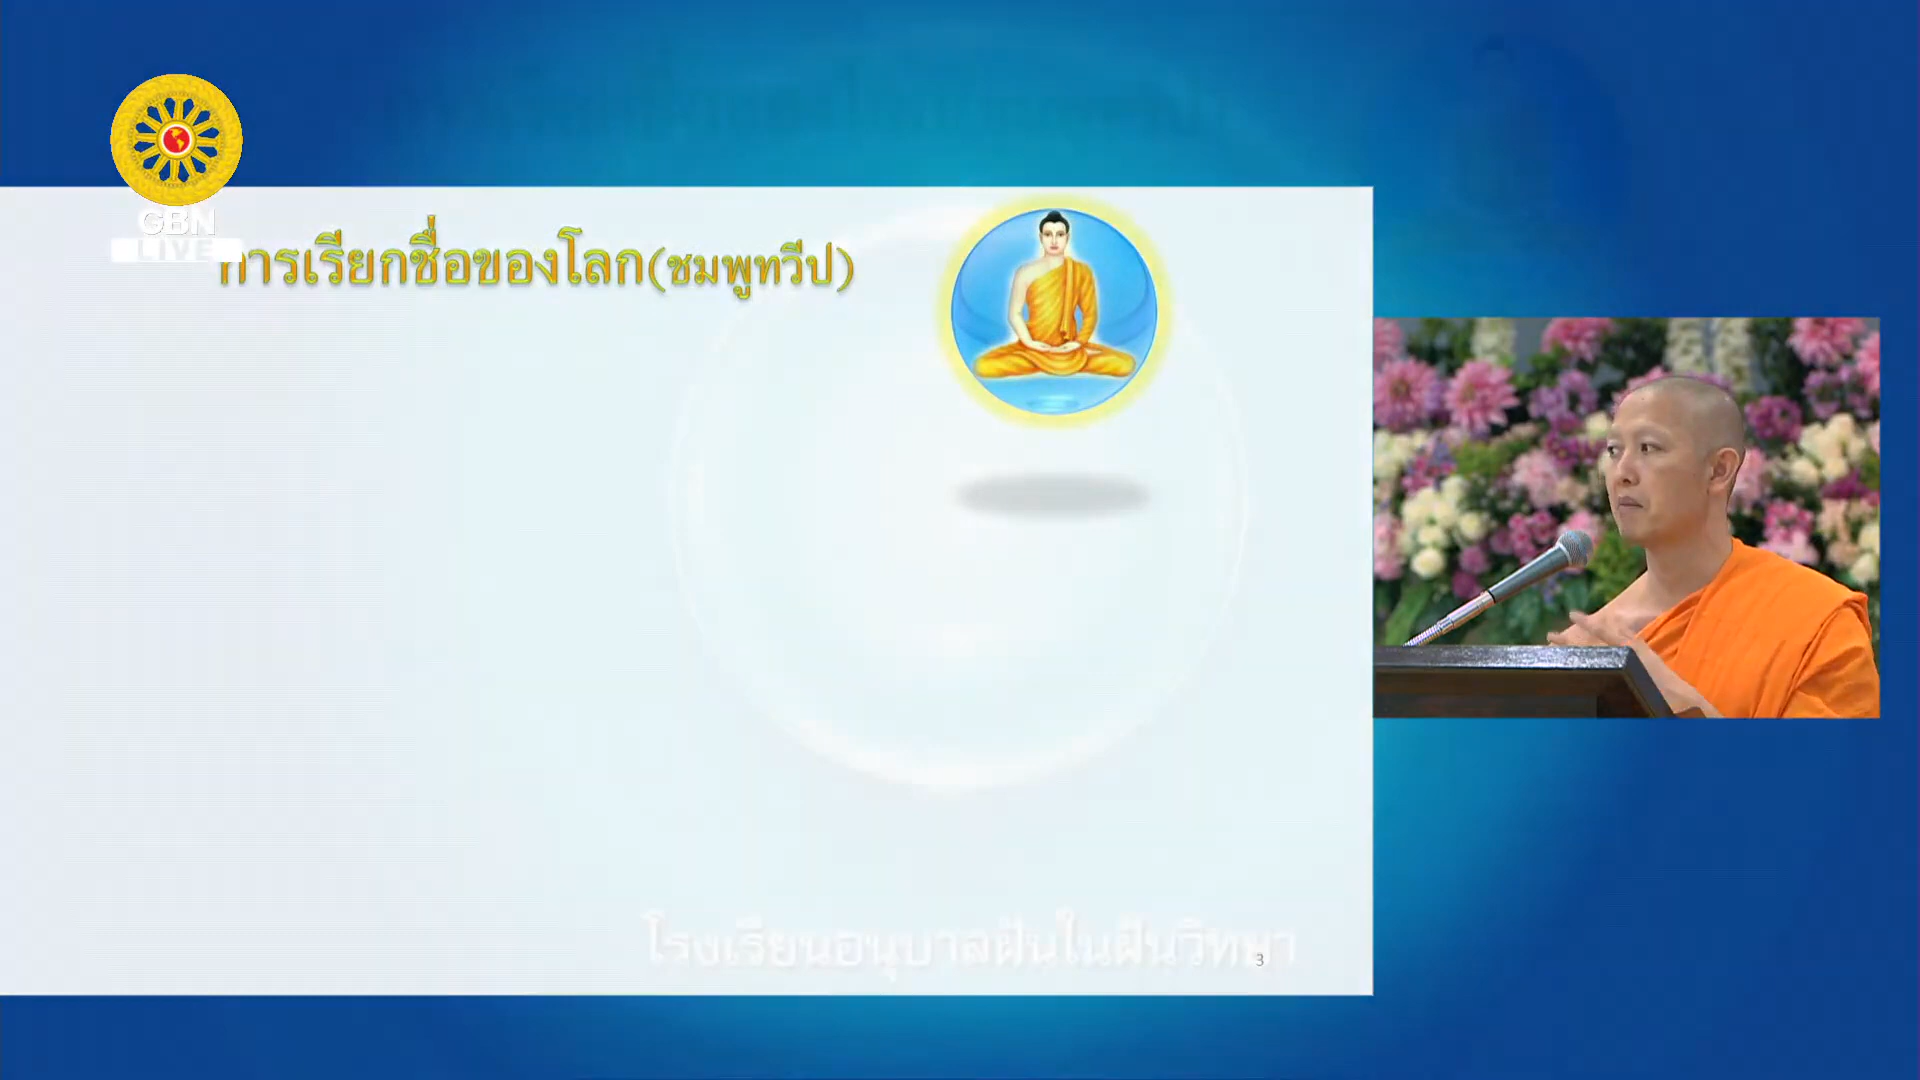 GBN
LIVE
การเรียกชื่อของโลก(ชมพูทวีป)
โรงเรียนอนุบาลฝันในฝันวิทยา
3